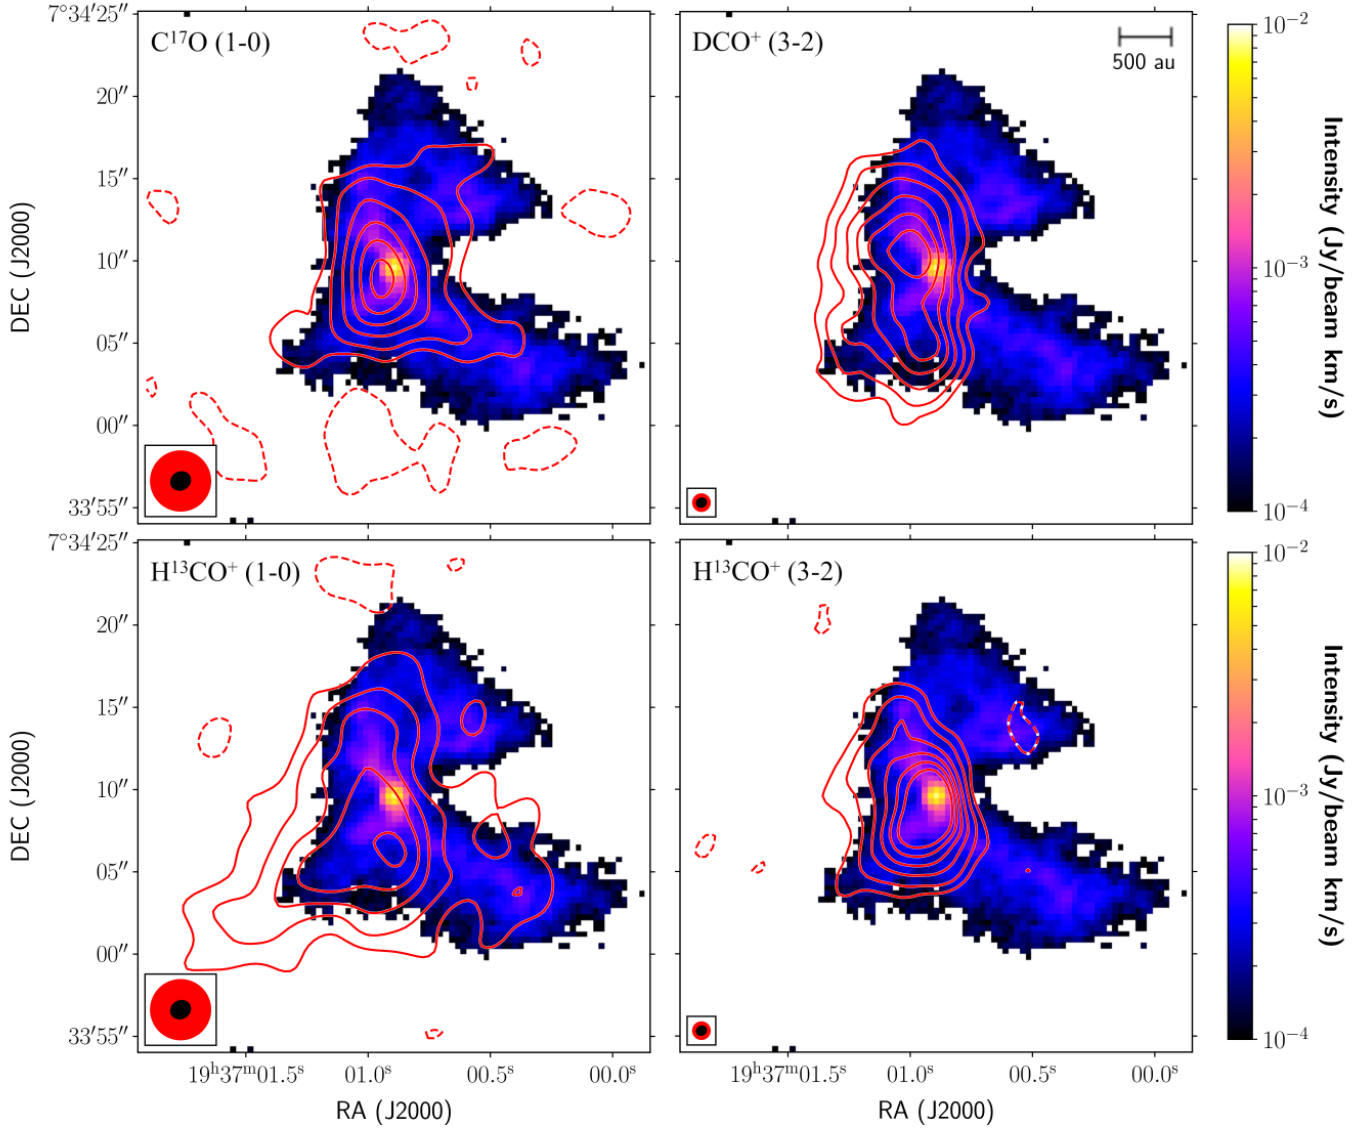 7°34′25″
C¹⁷O (1-0)
DCO⁺ (3-2)
500 au
10⁻²
20″
15″
10″
05″
00″
33′55″
DEC (J2000)
10⁻³
10⁻⁴
Intensity (Jy/beam km/s)
7°34′25″
H¹³CO⁺ (1-0)
H¹³CO⁺ (3-2)
10⁻²
20″
15″
10″
05″
00″
33′55″
DEC (J2000)
10⁻³
10⁻⁴
Intensity (Jy/beam km/s)
19ʰ37ᵐ01.5ˢ 01.0ˢ 00.5ˢ 00.0ˢ
19ʰ37ᵐ01.5ˢ 01.0ˢ 00.5ˢ 00.0ˢ
RA (J2000)
RA (J2000)